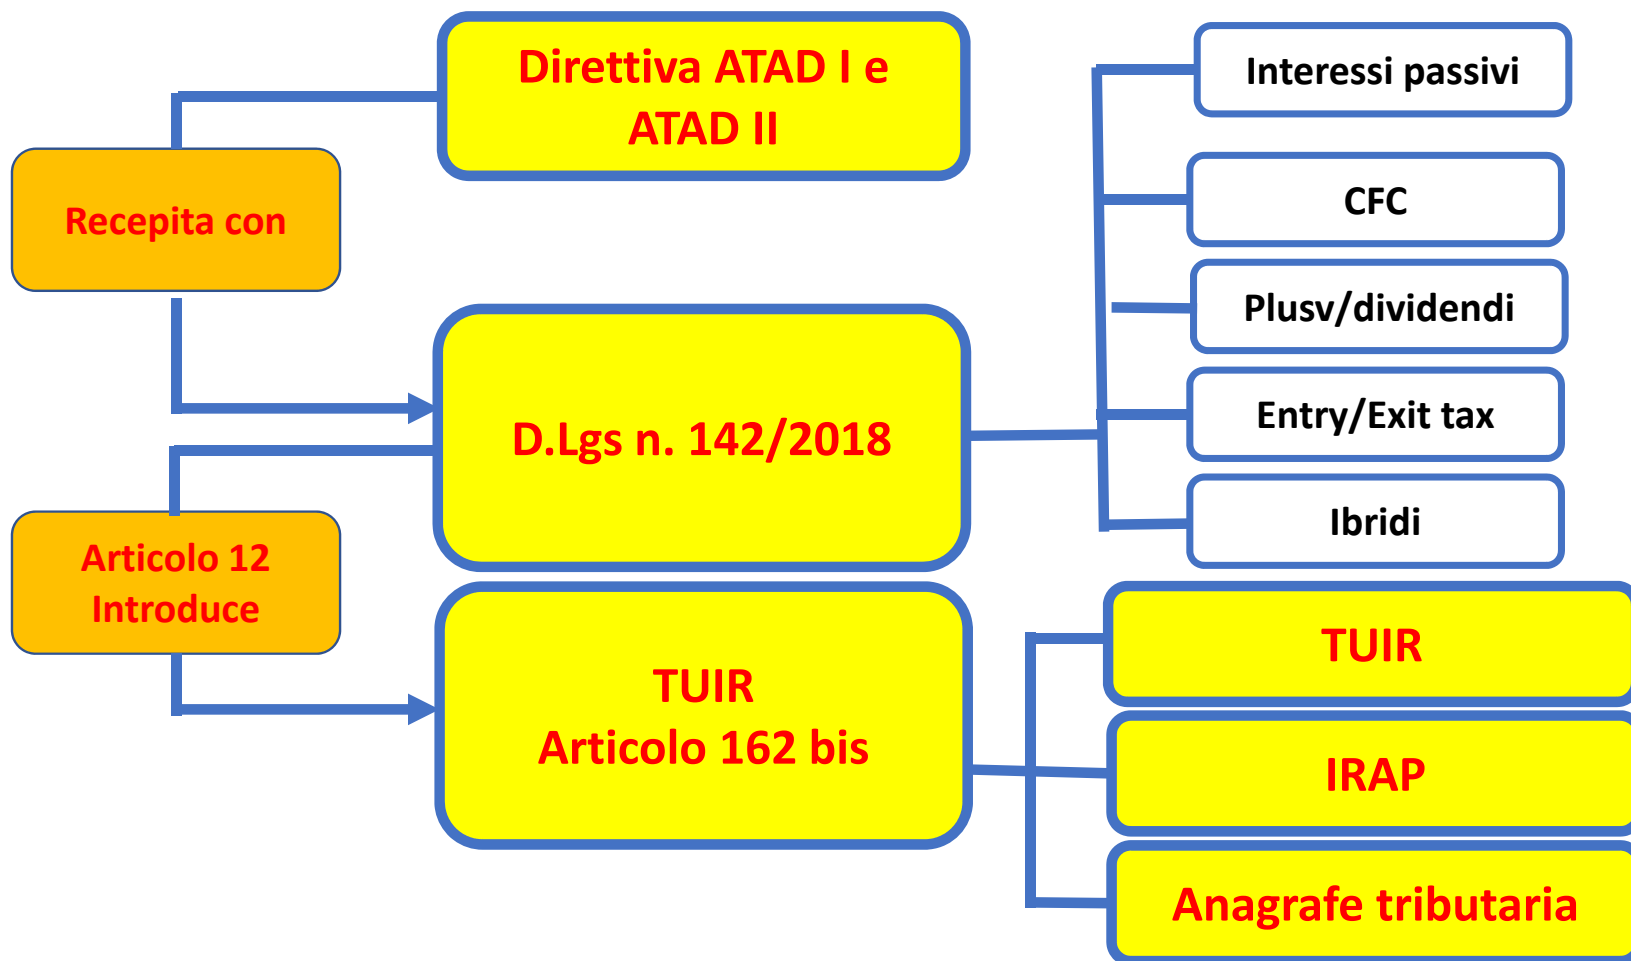 Direttiva ATAD I e
ATAD II
Recepita con
D.Lgs n. 142/2018
Interessi passivi
CFC
Plusv/dividendi
Entry/Exit tax
Ibridi
Articolo 12
Introduce
TUIR
Articolo 162 bis
TUIR
IRAP
Anagrafe tributaria